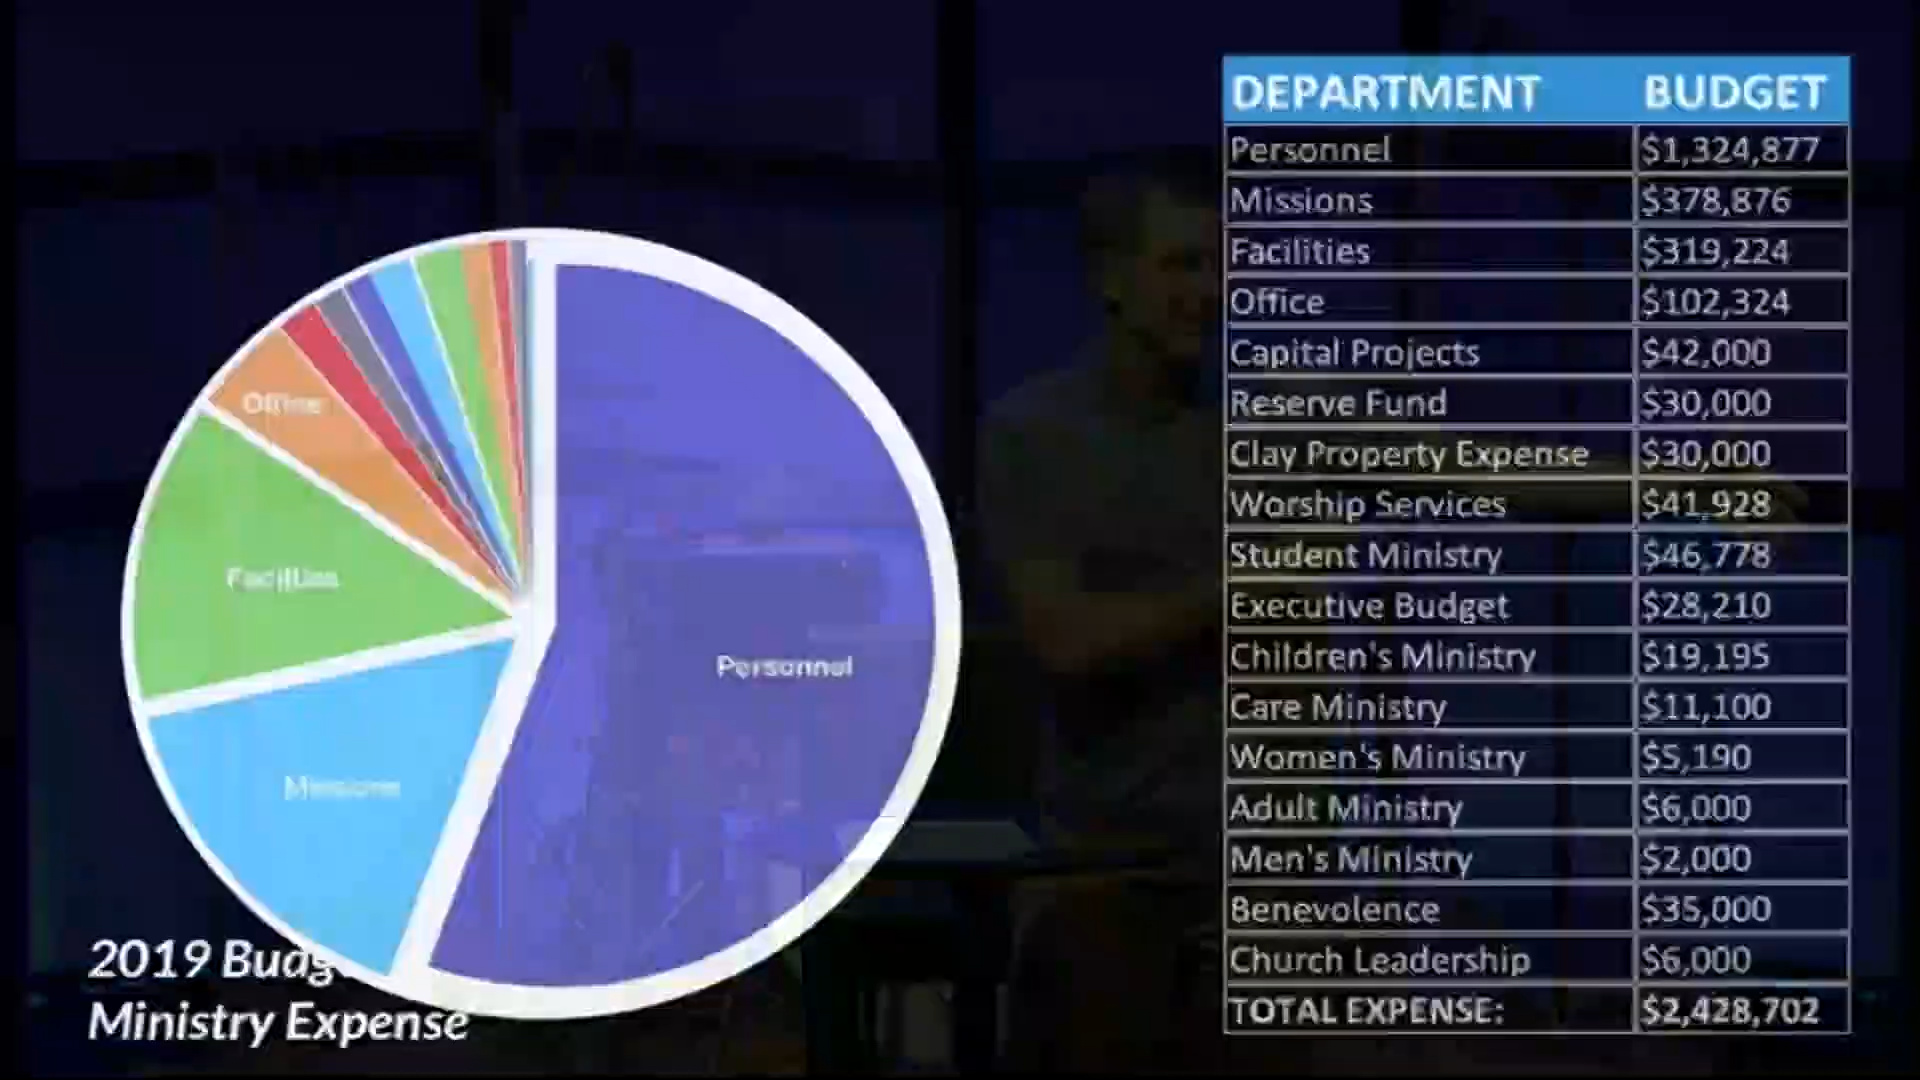 DEPARTMENT BUDGET
Personnel $1,324,877
Missions $378,876
Facilities $319,224
Office $102,324
Capital Projects $42,000
Reserve Fund $30,000
Clay Property Expense $30,000
Worship Services $41,928
Student Ministry $46,778
Executive Budget $28,210
Children's Ministry $19,195
Care Ministry $11,100
Women's Ministry $5,190
Adult Ministry $6,000
Men's Ministry $2,000
Benevolence $35,000
Church Leadership $6,000
TOTAL EXPENSE: $2,428,702
Office
Facilities
Personnel
Missions
2019 Budg
Ministry Expense